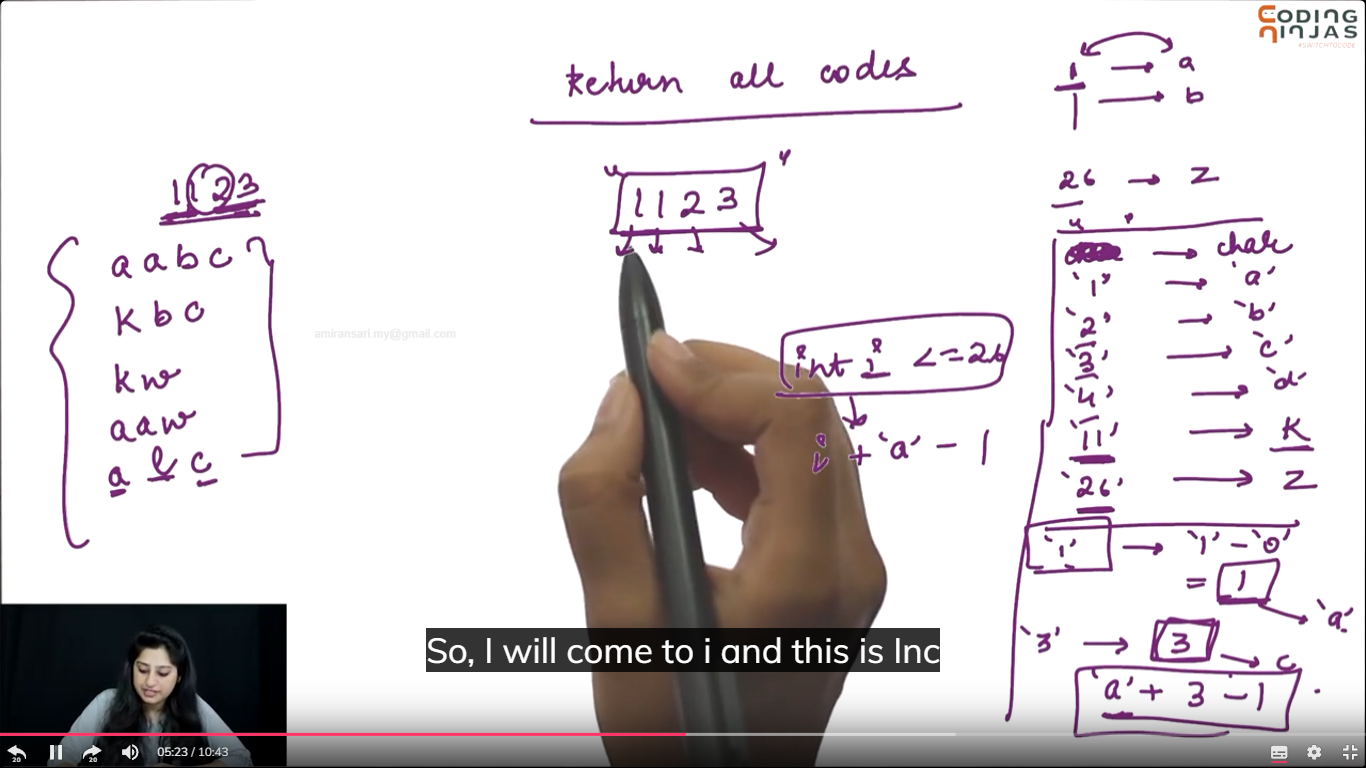 CODING
NINJAS
#SWITCHTOCODE
Return all codes
1 → a
1 → b
26 → z
1123
1123
aabc
kbc
kw
aaw
alc
amiransari.my@gmail.com
int i <=26
i + 'a' - 1
→ char
'1' → 'a'
'2' → 'b'
'3' → 'c'
'4' → 'd'
'11' → K
'26' → Z
'1' → '1' - '0'
= 1
'a'
'3' → 3 → c
'a' + 3 - 1
So, I will come to i and this is Inc
20
20
05:23 / 10:43